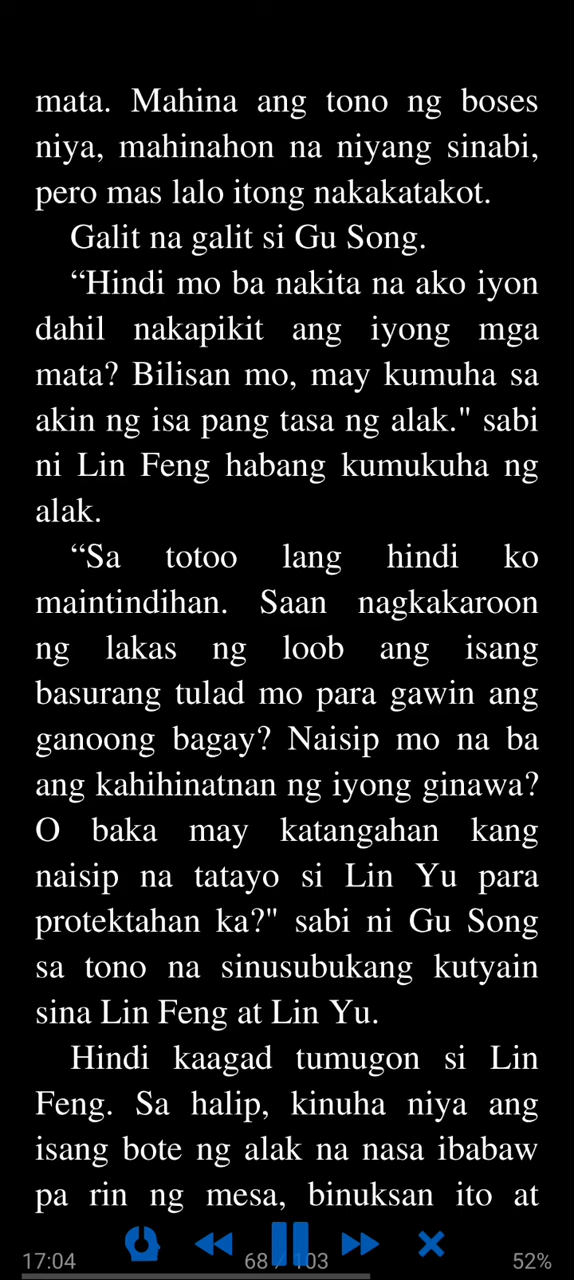 mata. Mahina ang tono ng boses
niya, mahinahon na niyang sinabi,
pero mas lalo itong nakakatakot.
Galit na galit si Gu Song.
“Hindi mo ba nakita na ako iyon
dahil nakapikit ang iyong mga
mata? Bilisan mo, may kumuha sa
akin ng isa pang tasa ng alak." sabi
ni Lin Feng habang kumukuha ng
alak.
“Sa totoo lang hindi ko
maintindihan. Saan nagkakaroon
ng lakas ng loob ang isang
basurang tulad mo para gawin ang
ganoong bagay? Naisip mo na ba
ang kahihinatnan ng iyong ginawa?
O baka may katangahan kang
naisip na tatayo si Lin Yu para
protektahan ka?" sabi ni Gu Song
sa tono na sinusubukang kutyain
sina Lin Feng at Lin Yu.
Hindi kaagad tumugon si Lin
Feng. Sa halip, kinuha niya ang
isang bote ng alak na nasa ibabaw
pa rin ng mesa, binuksan ito at
17:04 68 / 103 52%